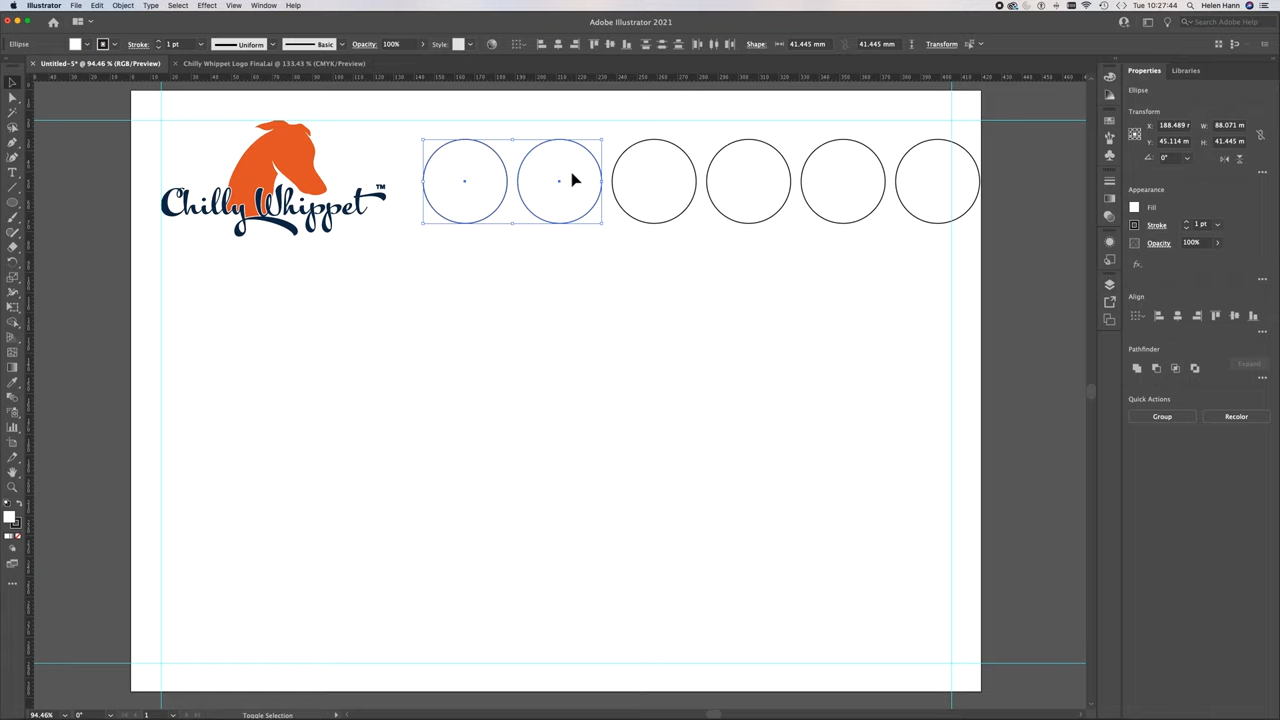 Illustrator File Edit Object Type Select Effect View Window Help Tue 10:27:44 Helen Hann
Adobe Illustrator 2021 Search Adobe Help
Ellipse Stroke: 1 pt Uniform Basic Opacity: 100% Style: Shape: 41.445 mm 41.445 mm Transform
× Untitled-5* @ 94.46 % (RGB/Preview) × Chilly Whippet Logo Final.ai @ 133.43 % (CMYK/Preview)
Properties Libraries
Ellipse
Transform
X: 188.489 r W: 88.071 m
Y: 45.114 m H: 41.445 m
0°
Appearance
Fill
Stroke 1 pt
Opacity 100%
fx.
Align
Pathfinder
Expand
Quick Actions
Group Recolor
Chilly Whippet™
94.46% 0° 1 Toggle Selection